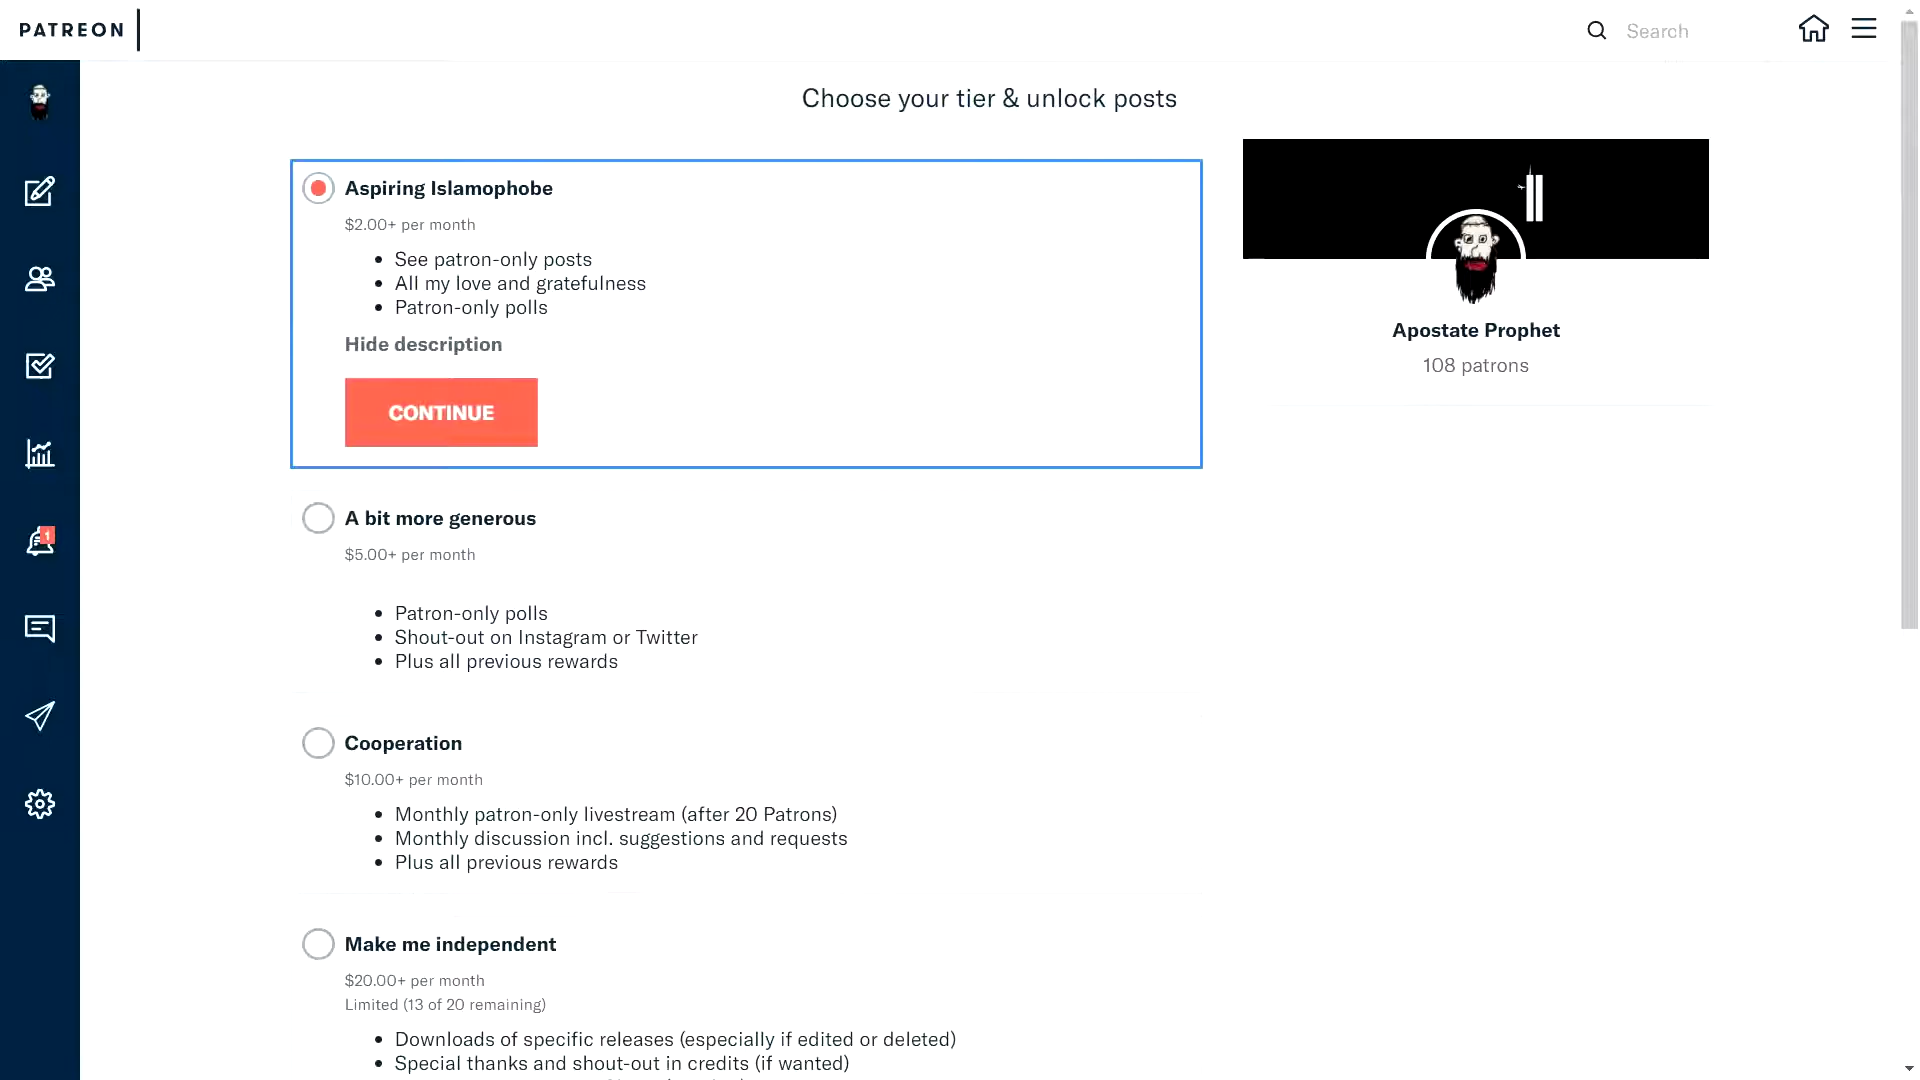 PATREON
Search
Choose your tier & unlock posts
Aspiring Islamophobe
$2.00+ per month
See patron-only posts
All my love and gratefulness
Patron-only polls
Hide description
CONTINUE
Apostate Prophet
108 patrons
1
A bit more generous
$5.00+ per month
Patron-only polls
Shout-out on Instagram or Twitter
Plus all previous rewards
Cooperation
$10.00+ per month
Monthly patron-only livestream (after 20 Patrons)
Monthly discussion incl. suggestions and requests
Plus all previous rewards
Make me independent
$20.00+ per month
Limited (13 of 20 remaining)
Downloads of specific releases (especially if edited or deleted)
Special thanks and shout-out in credits (if wanted)